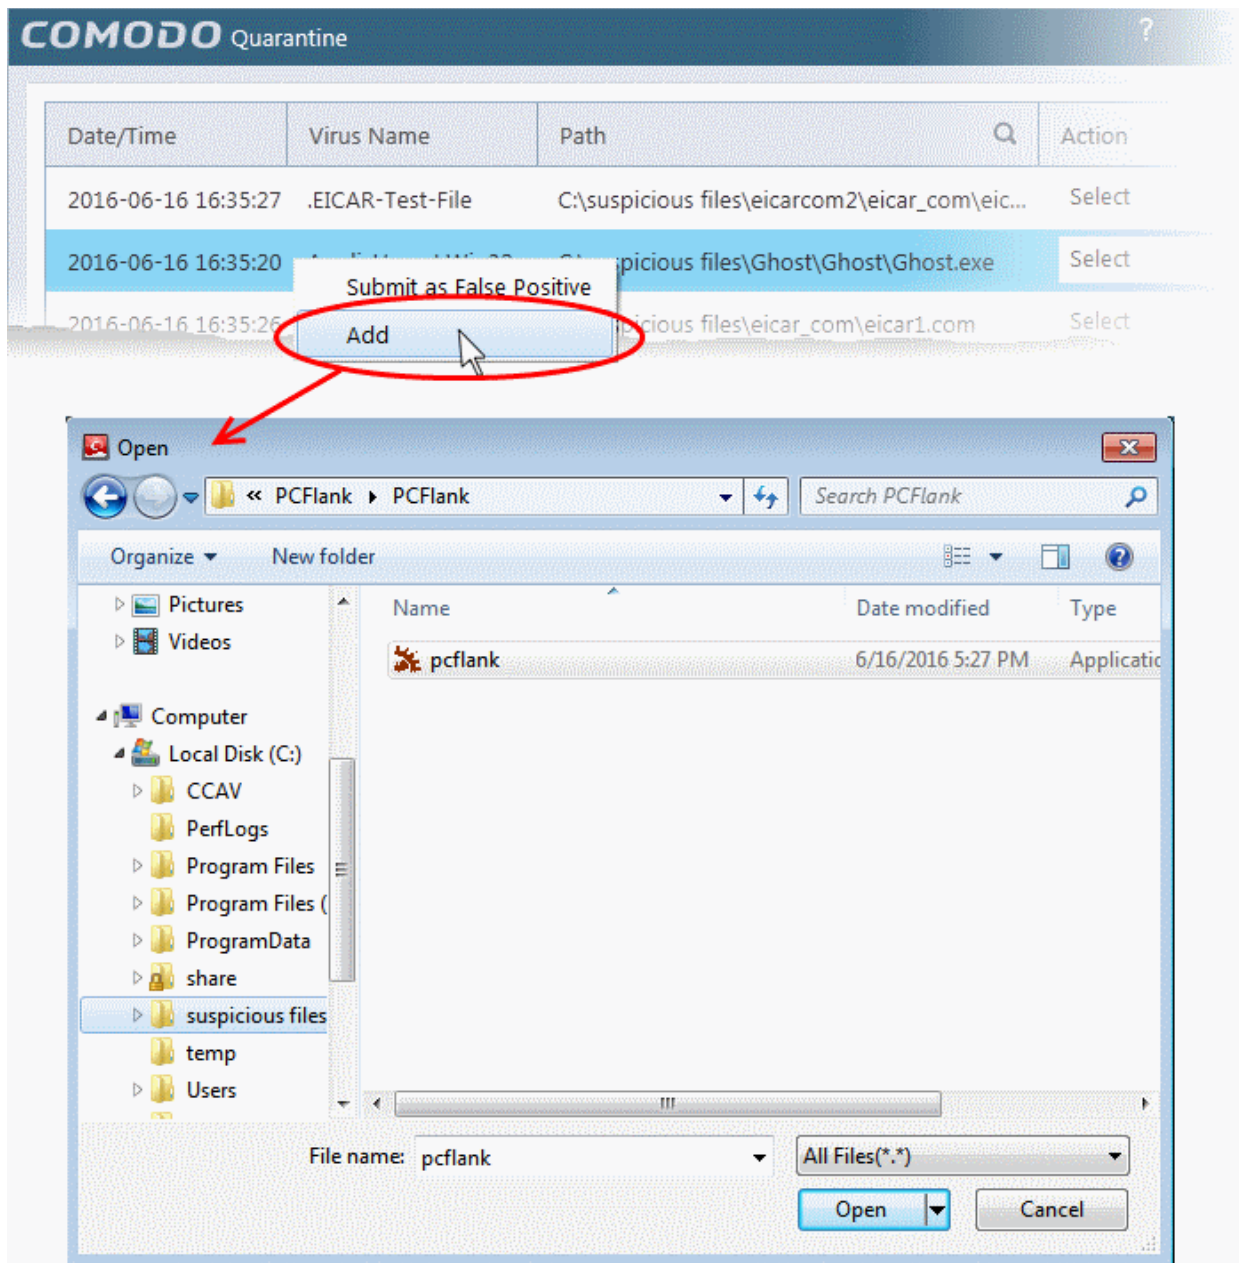 COMODO Quarantine ?
Date/Time Virus Name Path Action
2016-06-16 16:35:27 .EICAR-Test-File C:\suspicious files\eicarcom2\eicar_com\eic... Select
2016-06-16 16:35:20 picious files\Ghost\Ghost\Ghost.exe Select
Submit as False Positive
2016-06-16 16:35:26 icious files\eicar_com\eicar1.com Select
Add
Open
« PCFlank PCFlank Search PCFlank
Organize New folder
Pictures Name Date modified Type
Videos
pcflank 6/16/2016 5:27 PM Applicatio
Computer
Local Disk (C:)
CCAV
PerfLogs
Program Files
Program Files (
ProgramData
share
suspicious files
temp
Users
File name: pcflank All Files(*.*)
Open Cancel